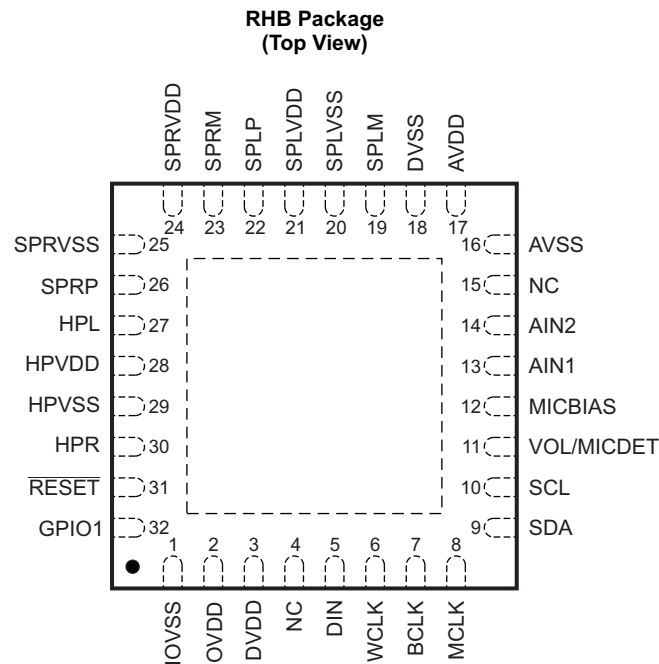 RHB Package
(Top View)
SPRVDD
SPRM
SPLP
SPLVDD
SPLVSS
SPLM
DVSS
AVDD
24 23 22 21 20 19 18 17
SPRVSS 25
SPRP 26
HPL 27
HPVDD 28
HPVSS 29
HPR 30
RESET 31
GPIO1 32
16 AVSS
15 NC
14 AIN2
13 AIN1
12 MICBIAS
11 VOL/MICDET
10 SCL
9 SDA
1 2 3 4 5 6 7 8
IOVSS
OVDD
DVDD
NC
DIN
WCLK
BCLK
MCLK